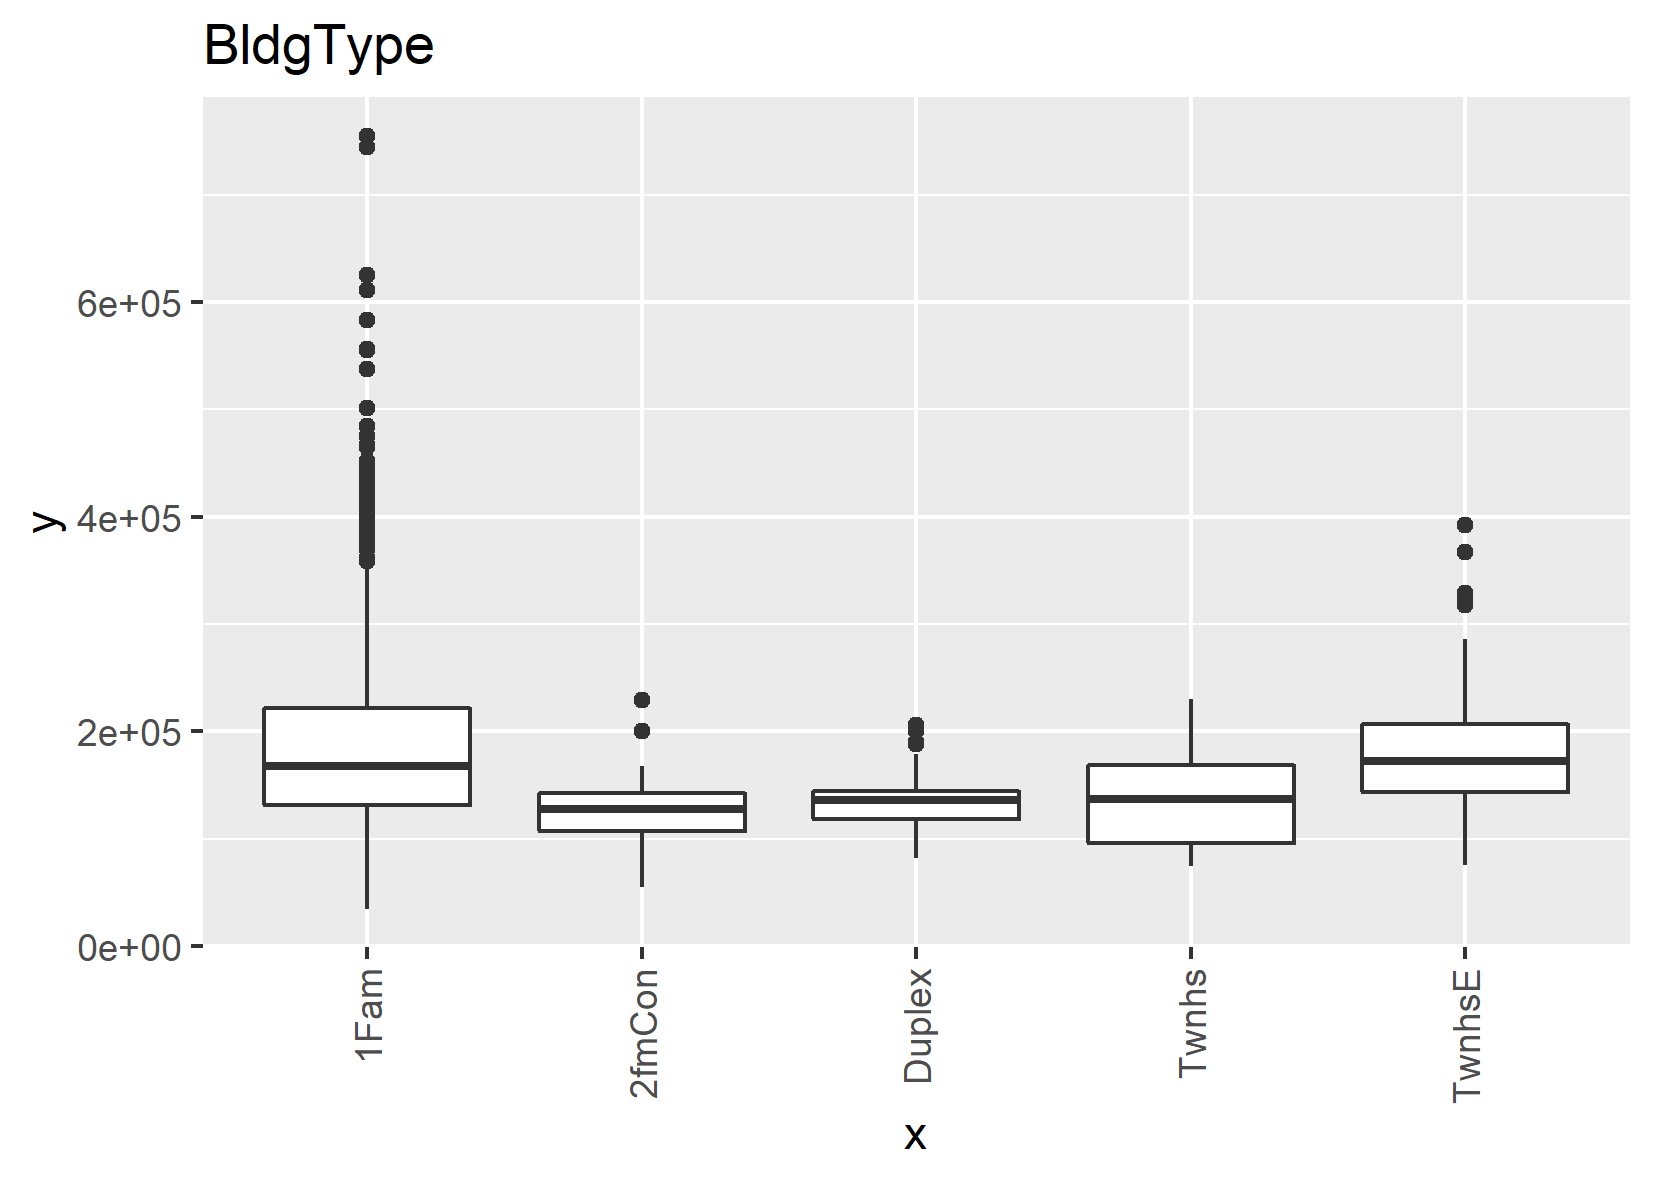 BldgType
y
6e+05
4e+05
2e+05
0e+00
1Fam
2fmCon
Duplex
Twnhs
TwnhsE
x